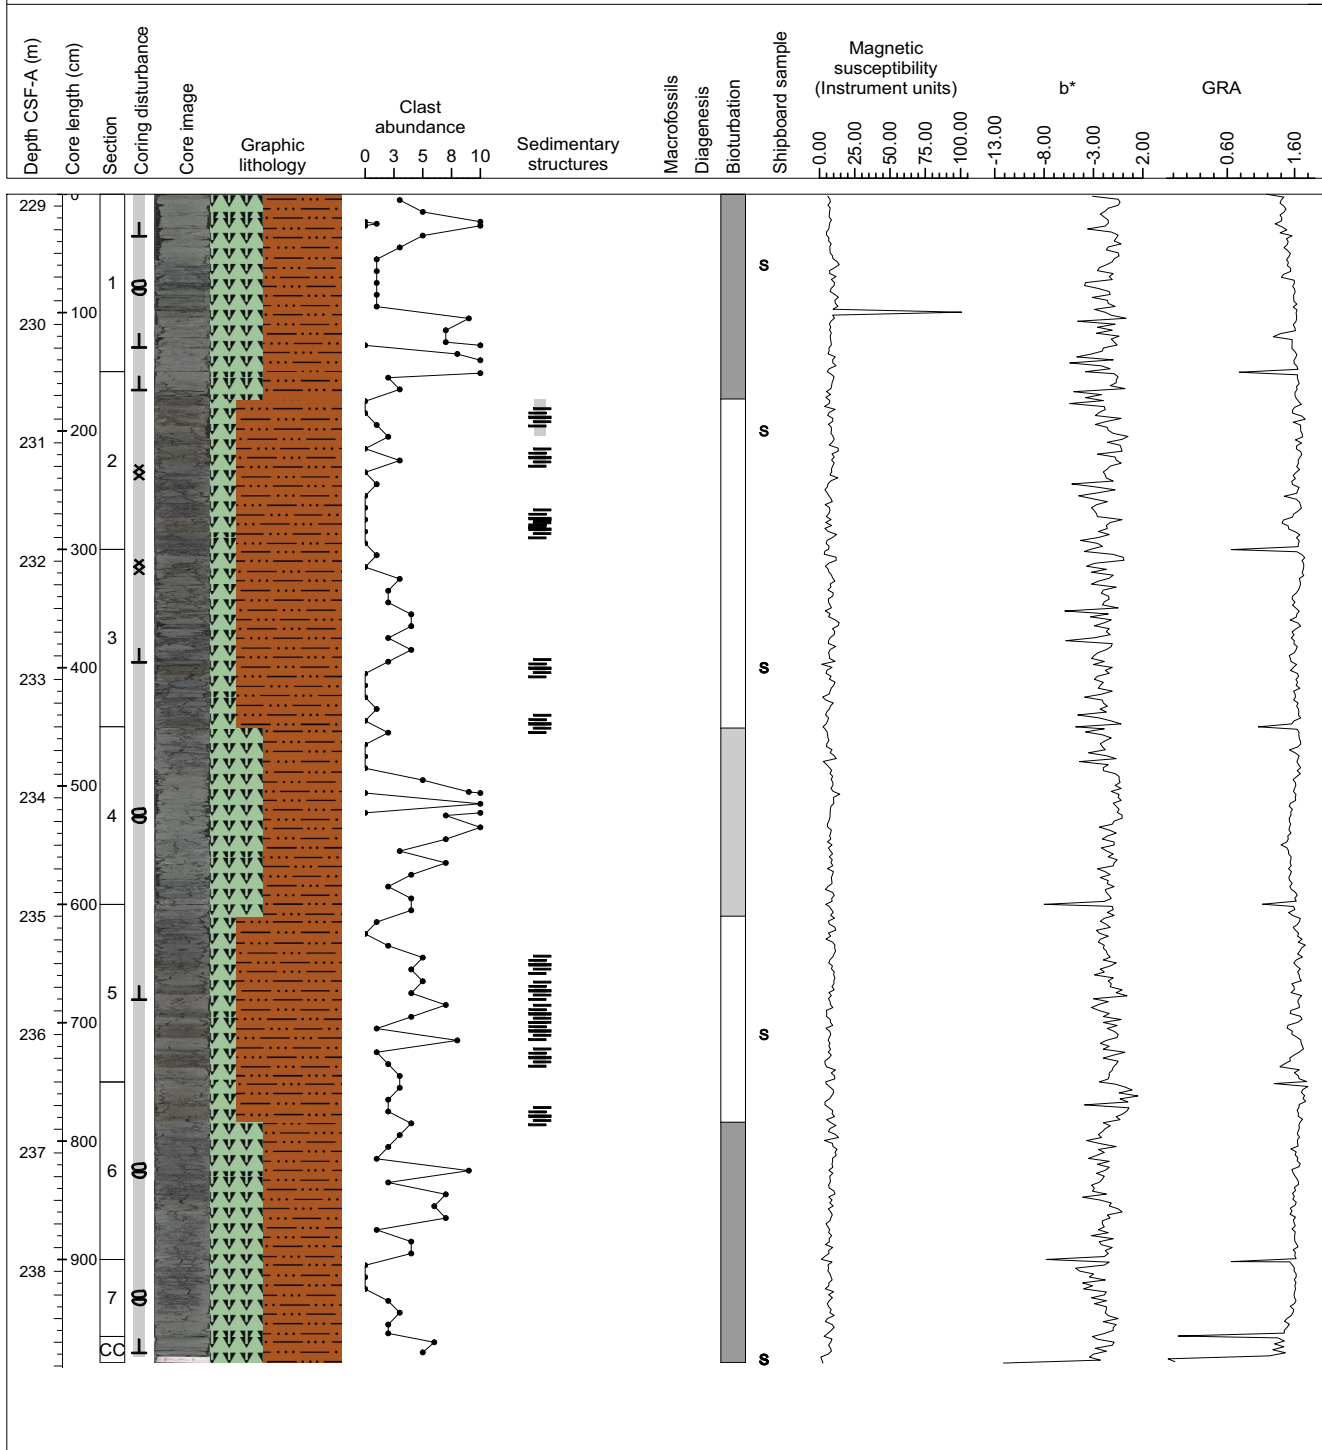 Depth CSF-A (m)
Core length (cm)
Section
Coring disturbance
Core image
Graphic
lithology
Clast
abundance
0 3 5 8 10
Sedimentary
structures
Macrofossils
Diagenesis
Bioturbation
Shipboard sample
Magnetic
susceptibility
(Instrument units)
0.00 25.00 50.00 75.00 100.00
b*
-13.00 -8.00 -3.00 2.00
GRA
0.60 1.60
0
229
1
S
100
230
200
S
231
2
300
232
3
400
S
233
500
234
4
600
235
5
700
236
S
800
237
6
900
238
7
CC
S